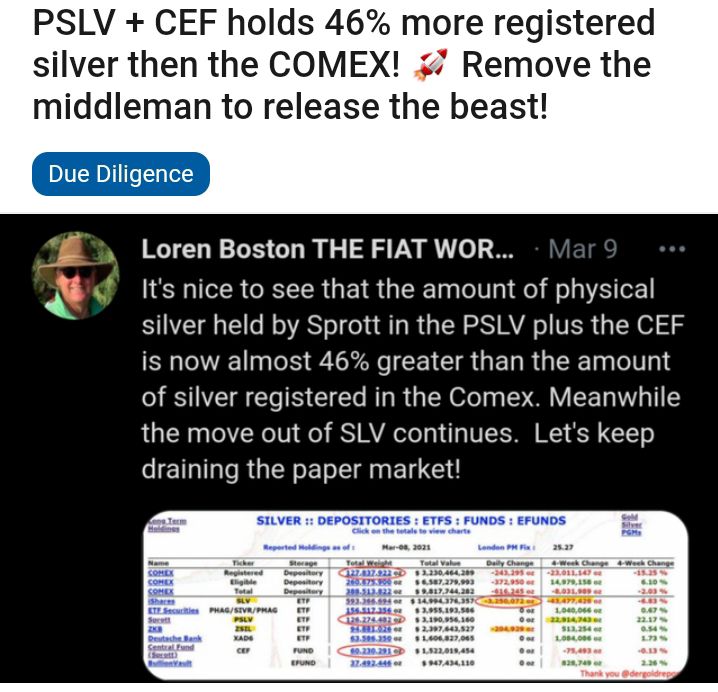 PSLV + CEF holds 46% more registered
silver then the COMEX! 🚀 Remove the
middleman to release the beast!
Due Diligence
Loren Boston THE FIAT WOR... · Mar 9 ...
It's nice to see that the amount of physical
silver held by Sprott in the PSLV plus the CEF
is now almost 46% greater than the amount
of silver registered in the Comex. Meanwhile
the move out of SLV continues. Let's keep
draining the paper market!
Long Term
Holdings
SILVER :: DEPOSITORIES : ETFS : FUNDS : EFUNDS
Click on the totals to view charts
Gold
Silver
PGMs
Reported Holdings as of : Mar-08, 2021 London PM Fix : 25.27
Name Ticker Storage Total Weight Total Value Daily Change 4-Week Change 4-Week Change
COMEX Registered Depository 127,837,922 oz $ 3,230,464,289 -243,295 oz -23,011,147 oz -15.25 %
COMEX Eligible Depository 260,675,900 oz $ 6,587,279,993 -372,950 oz 14,979,158 oz 6.10 %
COMEX Total Depository 388,513,822 oz $ 9,817,744,282 -616,245 oz -8,031,989 oz -2.03 %
iShares SLV ETF 593,366,694 oz $ 14,994,376,357 -3,250,072 oz -43,477,429 oz -6.83 %
ETF Securities PHAG/SIVR/PMAG ETF 156,517,356 oz $ 3,955,193,586 0 oz 1,040,066 oz 0.67 %
Sprott PSLV ETF 126,274,482 oz $ 3,190,956,160 0 oz 22,914,743 oz 22.17 %
ZKB ZSIL ETF 94,881,026 oz $ 2,397,643,527 -204,929 oz 513,254 oz 0.54 %
Deutsche Bank XAD6 ETF 63,586,350 oz $ 1,606,827,065 0 oz 1,084,086 oz 1.73 %
Central Fund
(Sprott) CEF FUND 60,230,291 oz $ 1,522,019,454 0 oz -75,493 oz -0.13 %
BullionVault EFUND 37,492,446 oz $ 947,434,110 0 oz 828,749 oz 2.26 %
Thank you @dergoldrepo